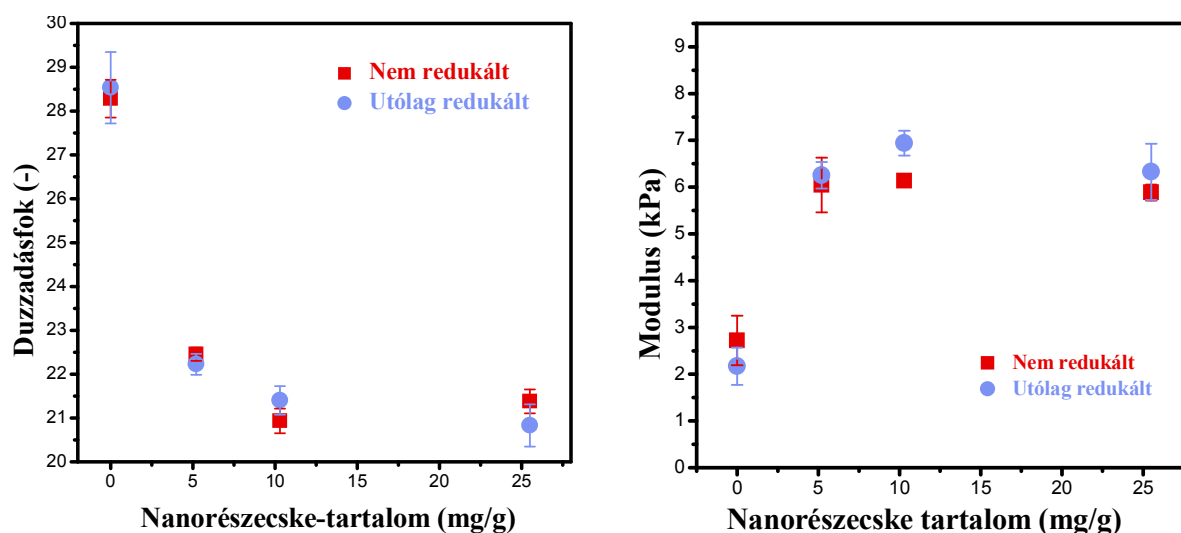 30
29
28
27
26
25
24
23
22
21
20
Duzzadásfok (-)
Nem redukált
Utólag redukált
0 5 10 15 20 25
Nanorészecske-tartalom (mg/g)
9
8
7
6
5
4
3
2
1
0
Modulus (kPa)
Nem redukált
Utólag redukált
0 5 10 15 20 25
Nanorészecske tartalom (mg/g)